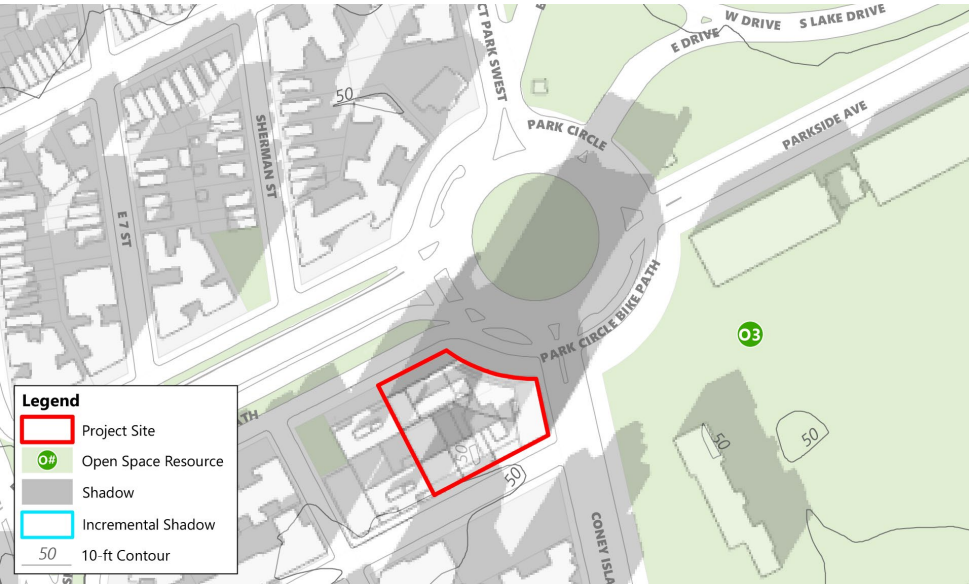 W DRIVE
S LAKE DRIVE
E DRIVE
CT PARK SWEST
50
PARK CIRCLE
PARKSIDE AVE
SHERMAN ST
E 7 ST
PARK CIRCLE BIKE PATH
O3
ATH
50
50
50
50
CONEY ISLA
Legend
Project Site
O# Open Space Resource
Shadow
Incremental Shadow
50 10-ft Contour